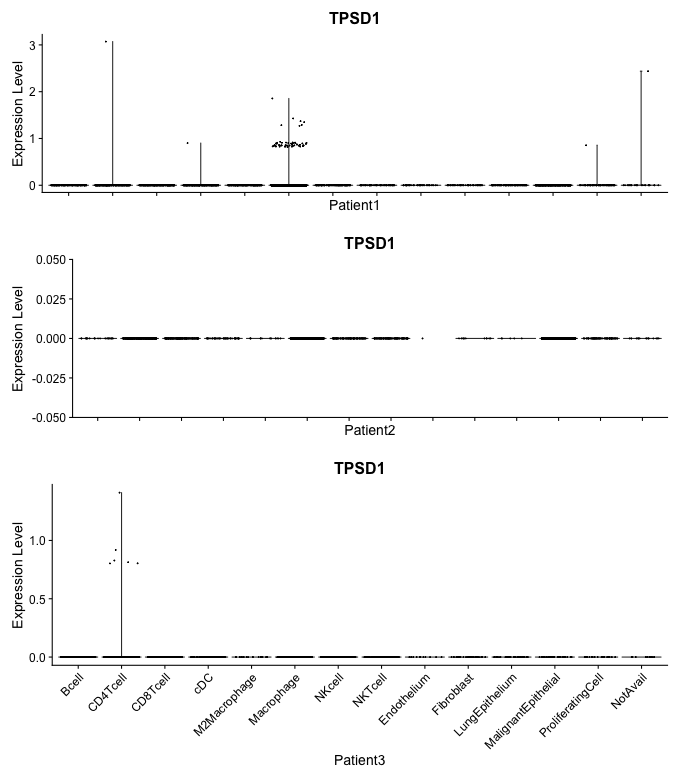 TPSD1
Expression Level
3
2
1
0
Patient1
TPSD1
Expression Level
0.050
0.025
0.000
-0.025
-0.050
Patient2
TPSD1
Expression Level
1.0
0.5
0.0
Bcell
CD4Tcell
CD8Tcell
cDC
M2Macrophage
Macrophage
NKcell
NKTcell
Endothelium
Fibroblast
LungEpithelium
MalignantEpithelial
ProliferatingCell
NotAvail
Patient3